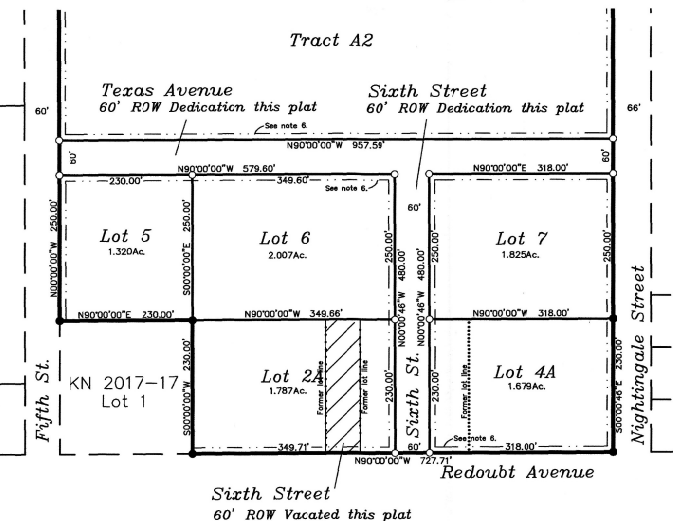 Tract A2
Texas Avenue
60' ROW Dedication this plat
Sixth Street
60' ROW Dedication this plat
60'
66'
See note 6.
N90°00'00"W 957.59'
60'
60'
N90°00'00"W 579.60'
N90°00'00"E 318.00'
230.00'
349.60'
See note 6.
60'
N00°00'00"W 250.00'
Lot 5
1.320Ac.
S00°00'00"E 250.00'
Lot 6
2.007Ac.
250.00'
N00°00'46"W 480.00'
N00°00'46"W 480.00'
250.00'
Lot 7
1.825Ac.
250.00'
N90°00'00"E 230.00'
N90°00'00"W 349.66'
N90°00'00"W 318.00'
Fifth St.
KN 2017-17
Lot 1
S00°00'00"W 230.00'
Lot 2A
1.787Ac.
Former lot line
Former lot line
230.00'
Sixth St.
230.00'
Former lot line
Lot 4A
1.679Ac.
S00°00'46"E 230.00'
Nightingale Street
349.71'
60'
See note 6.
318.00'
N90°00'00"W 727.71'
Redoubt Avenue
Sixth Street
60' ROW Vacated this plat